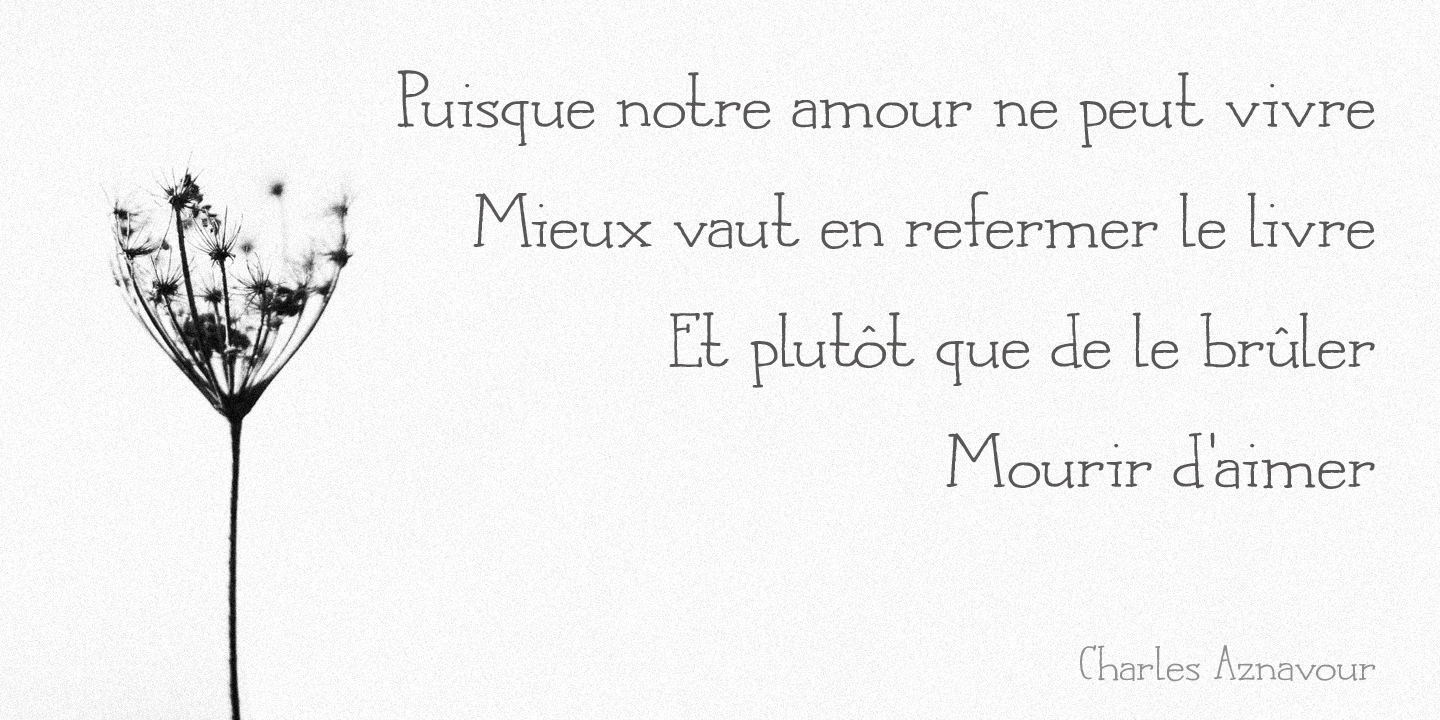 Puisque notre amour ne peut vivre
Mieux vaut en refermer le livre
Et plutôt que de le brûler
Mourir d'aimer
Charles Aznavour